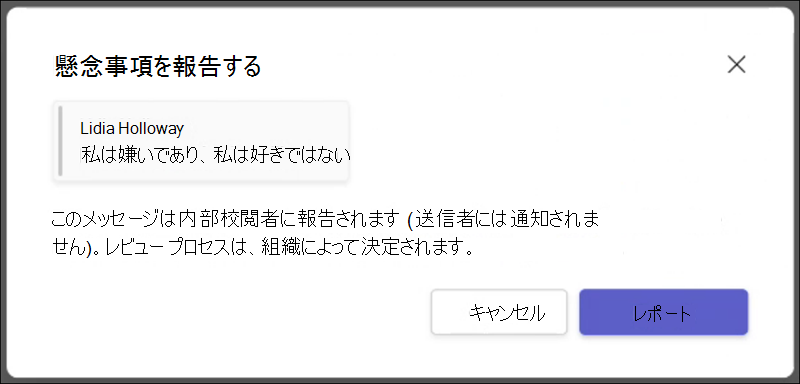 懸念事項を報告する
Lidia Holloway
私は嫌いであり、私は好きではない
このメッセージは内部校閲者に報告されます (送信者には通知されま
せん)。レビュー プロセスは、組織によって決定されます。
キャンセル
レポート